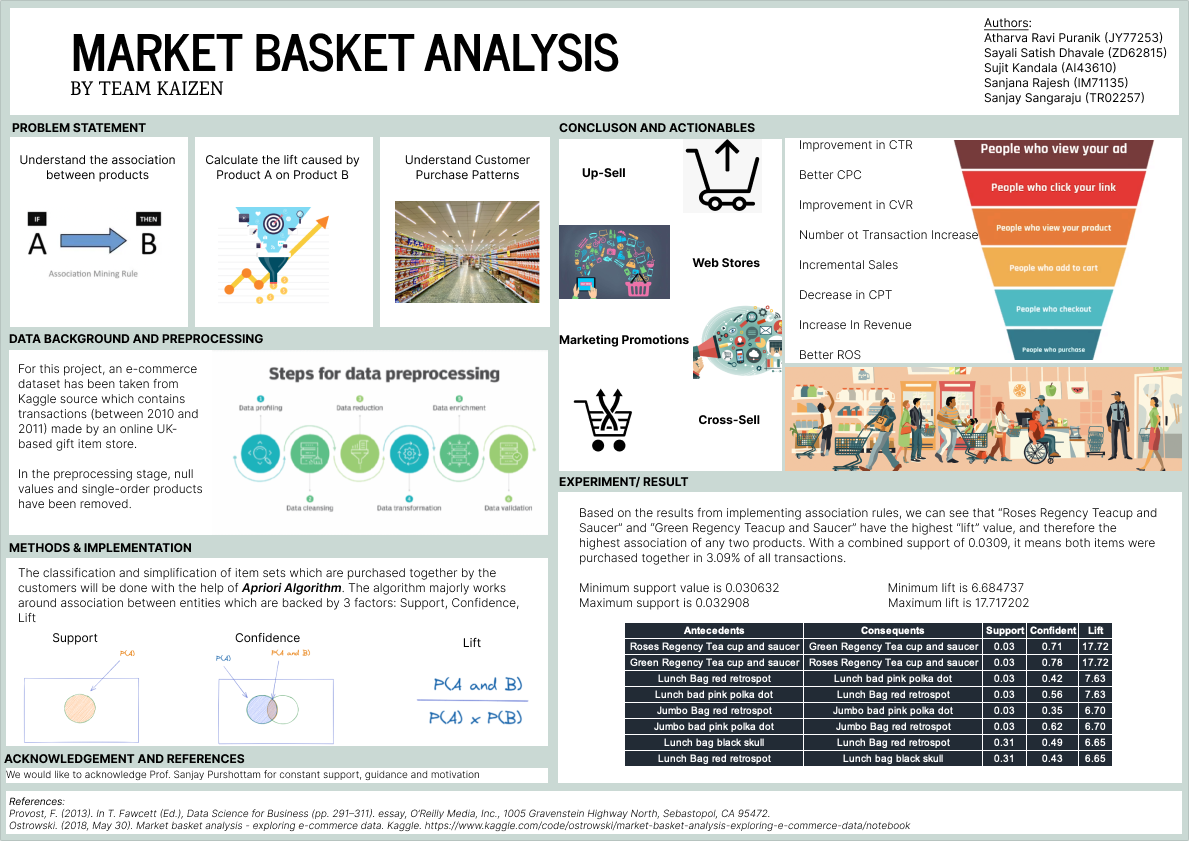 MARKET BASKET ANALYSIS
BY TEAM KAIZEN
Authors:
Atharva Ravi Puranik (JY77253)
Sayali Satish Dhavale (ZD62815)
Sujit Kandala (AI43610)
Sanjana Rajesh (IM71135)
Sanjay Sangaraju (TR02257)
PROBLEM STATEMENT
Understand the association
between products
IF
THEN
A
B
Association Mining Rule
Calculate the lift caused by
Product A on Product B
Understand Customer
Purchase Patterns
DATA BACKGROUND AND PREPROCESSING
For this project, an e-commerce
dataset has been taken from
Kaggle source which contains
transactions (between 2010 and
2011) made by an online UK-
based gift item store.
In the preprocessing stage, null
values and single-order products
have been removed.
Steps for data preprocessing
1
3
5
Data profiling
Data reduction
Data enrichment
2
4
6
Data cleansing
Data transformation
Data validation
METHODS & IMPLEMENTATION
The classification and simplification of item sets which are purchased together by the
customers will be done with the help of Apriori Algorithm. The algorithm majorly works
around association between entities which are backed by 3 factors: Support, Confidence,
Lift
Support
P(A)
Confidence
P(A)
P(A and B)
Lift
P(A and B)
P(A) x P(B)
ACKNOWLEDGEMENT AND REFERENCES
We would like to acknowledge Prof. Sanjay Purshottam for constant support, guidance and motivation
CONCLUSON AND ACTIONABLES
Up-Sell
Web Stores
Marketing Promotions
Cross-Sell
Improvement in CTR
Better CPC
Improvement in CVR
Number ot Transaction Increase
Incremental Sales
Decrease in CPT
Increase In Revenue
Better ROS
People who view your ad
People who click your link
People who view your product
People who add to cart
People who checkout
People who purchase
EXPERIMENT/ RESULT
Based on the results from implementing association rules, we can see that “Roses Regency Teacup and
Saucer” and “Green Regency Teacup and Saucer” have the highest “lift” value, and therefore the
highest association of any two products. With a combined support of 0.0309, it means both items were
purchased together in 3.09% of all transactions.
Minimum support value is 0.030632
Maximum support is 0.032908
Minimum lift is 6.684737
Maximum lift is 17.717202
Antecedents Consequents Support Confident Lift
Roses Regency Tea cup and saucer Green Regency Tea cup and saucer 0.03 0.71 17.72
Green Regency Tea cup and saucer Roses Regency Tea cup and saucer 0.03 0.78 17.72
Lunch Bag red retrospot Lunch bad pink polka dot 0.03 0.42 7.63
Lunch bad pink polka dot Lunch Bag red retrospot 0.03 0.56 7.63
Jumbo Bag red retrospot Jumbo bad pink polka dot 0.03 0.35 6.70
Jumbo bad pink polka dot Jumbo Bag red retrospot 0.03 0.62 6.70
Lunch bag black skull Lunch Bag red retrospot 0.31 0.49 6.65
Lunch Bag red retrospot Lunch bag black skull 0.31 0.43 6.65
References:
Provost, F. (2013). In T. Fawcett (Ed.), Data Science for Business (pp. 291–311). essay, O’Reilly Media, Inc., 1005 Gravenstein Highway North, Sebastopol, CA 95472.
Ostrowski. (2018, May 30). Market basket analysis - exploring e-commerce data. Kaggle. https://www.kaggle.com/code/ostrowski/market-basket-analysis-exploring-e-commerce-data/notebook